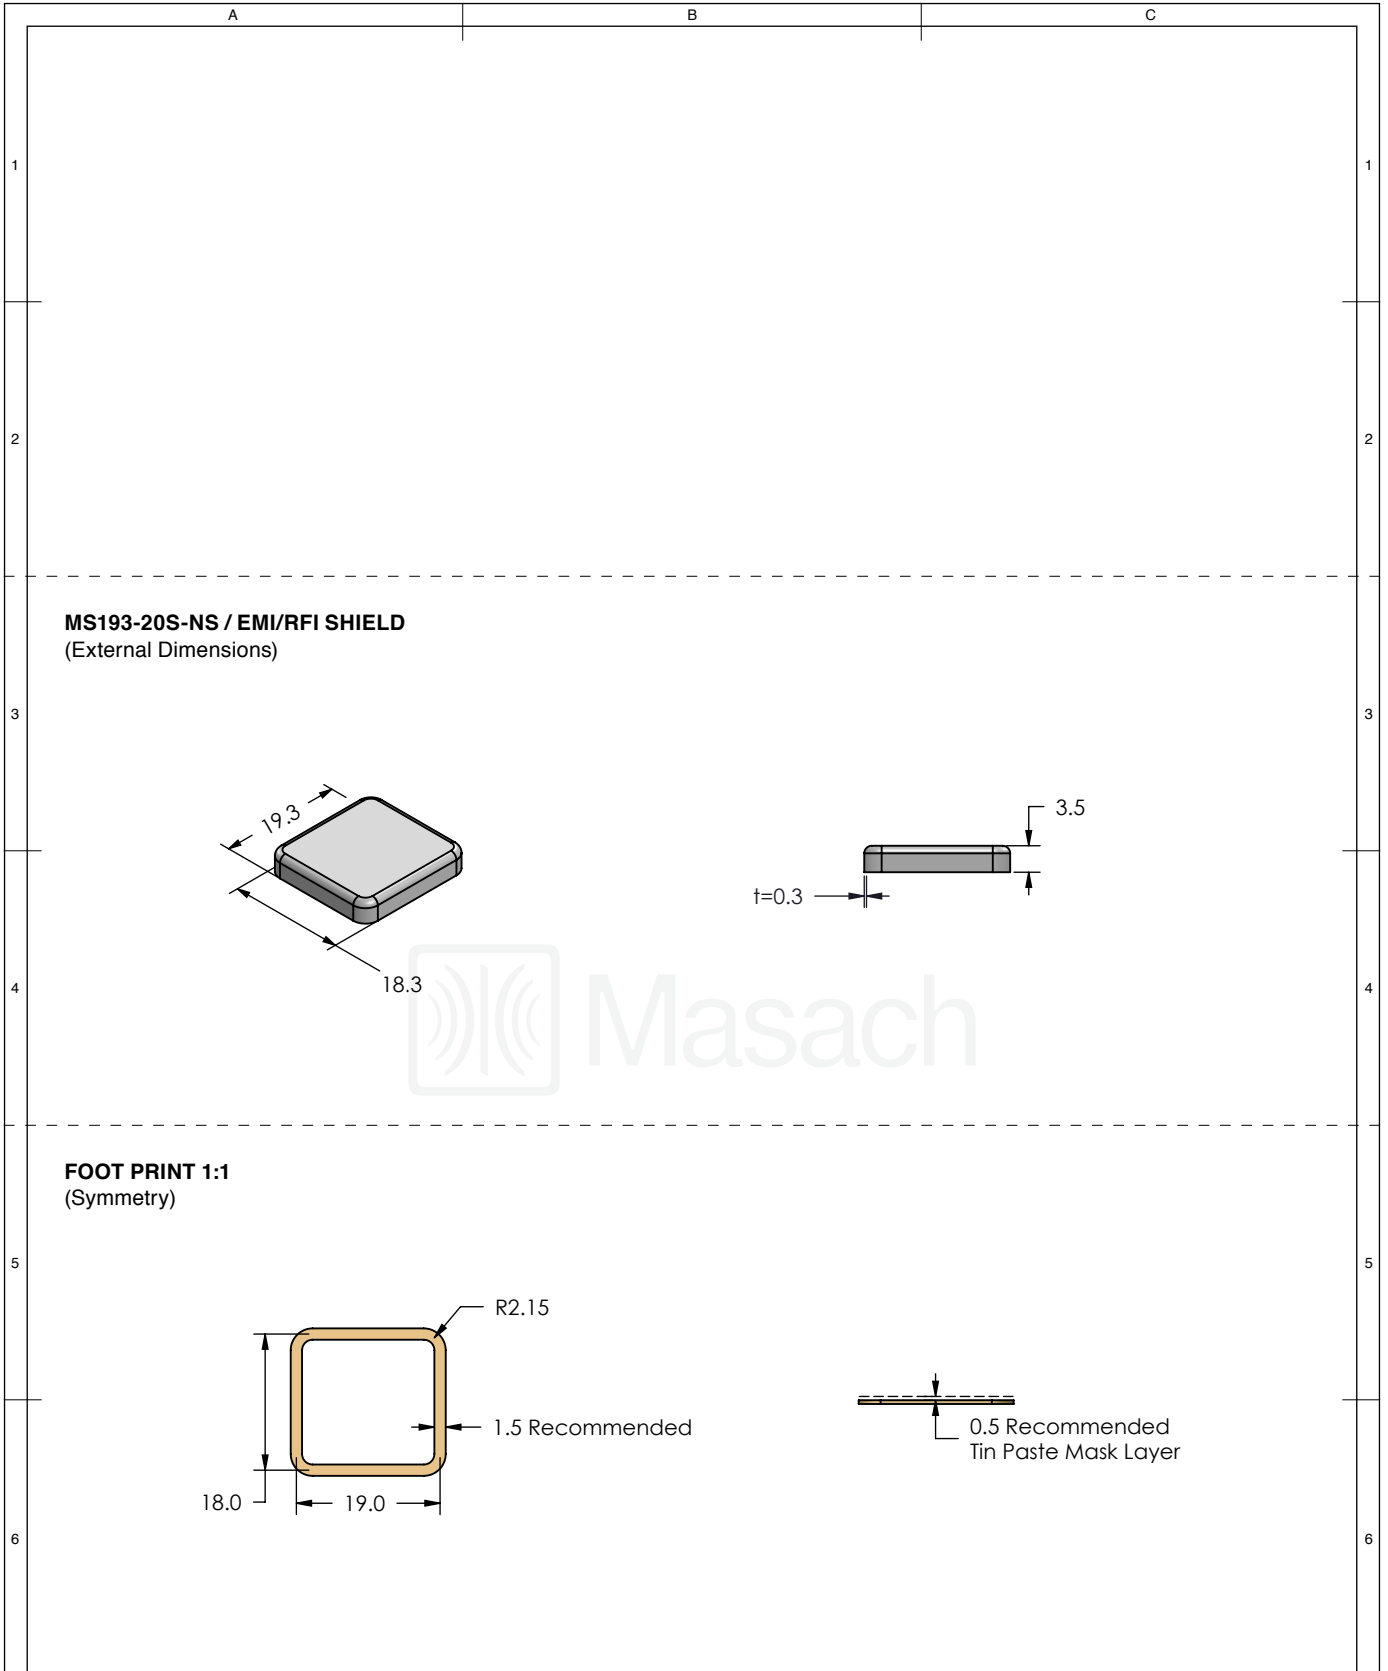 A B C
1 1
2 2
MS193-20S-NS / EMI/RFI SHIELD
(External Dimensions)
3 3
19.3
3.5
t=0.3
18.3
4 4
Masach
FOOT PRINT 1:1
(Symmetry)
5 5
R2.15
1.5 Recommended
0.5 Recommended
Tin Paste Mask Layer
18.0 19.0
6 6